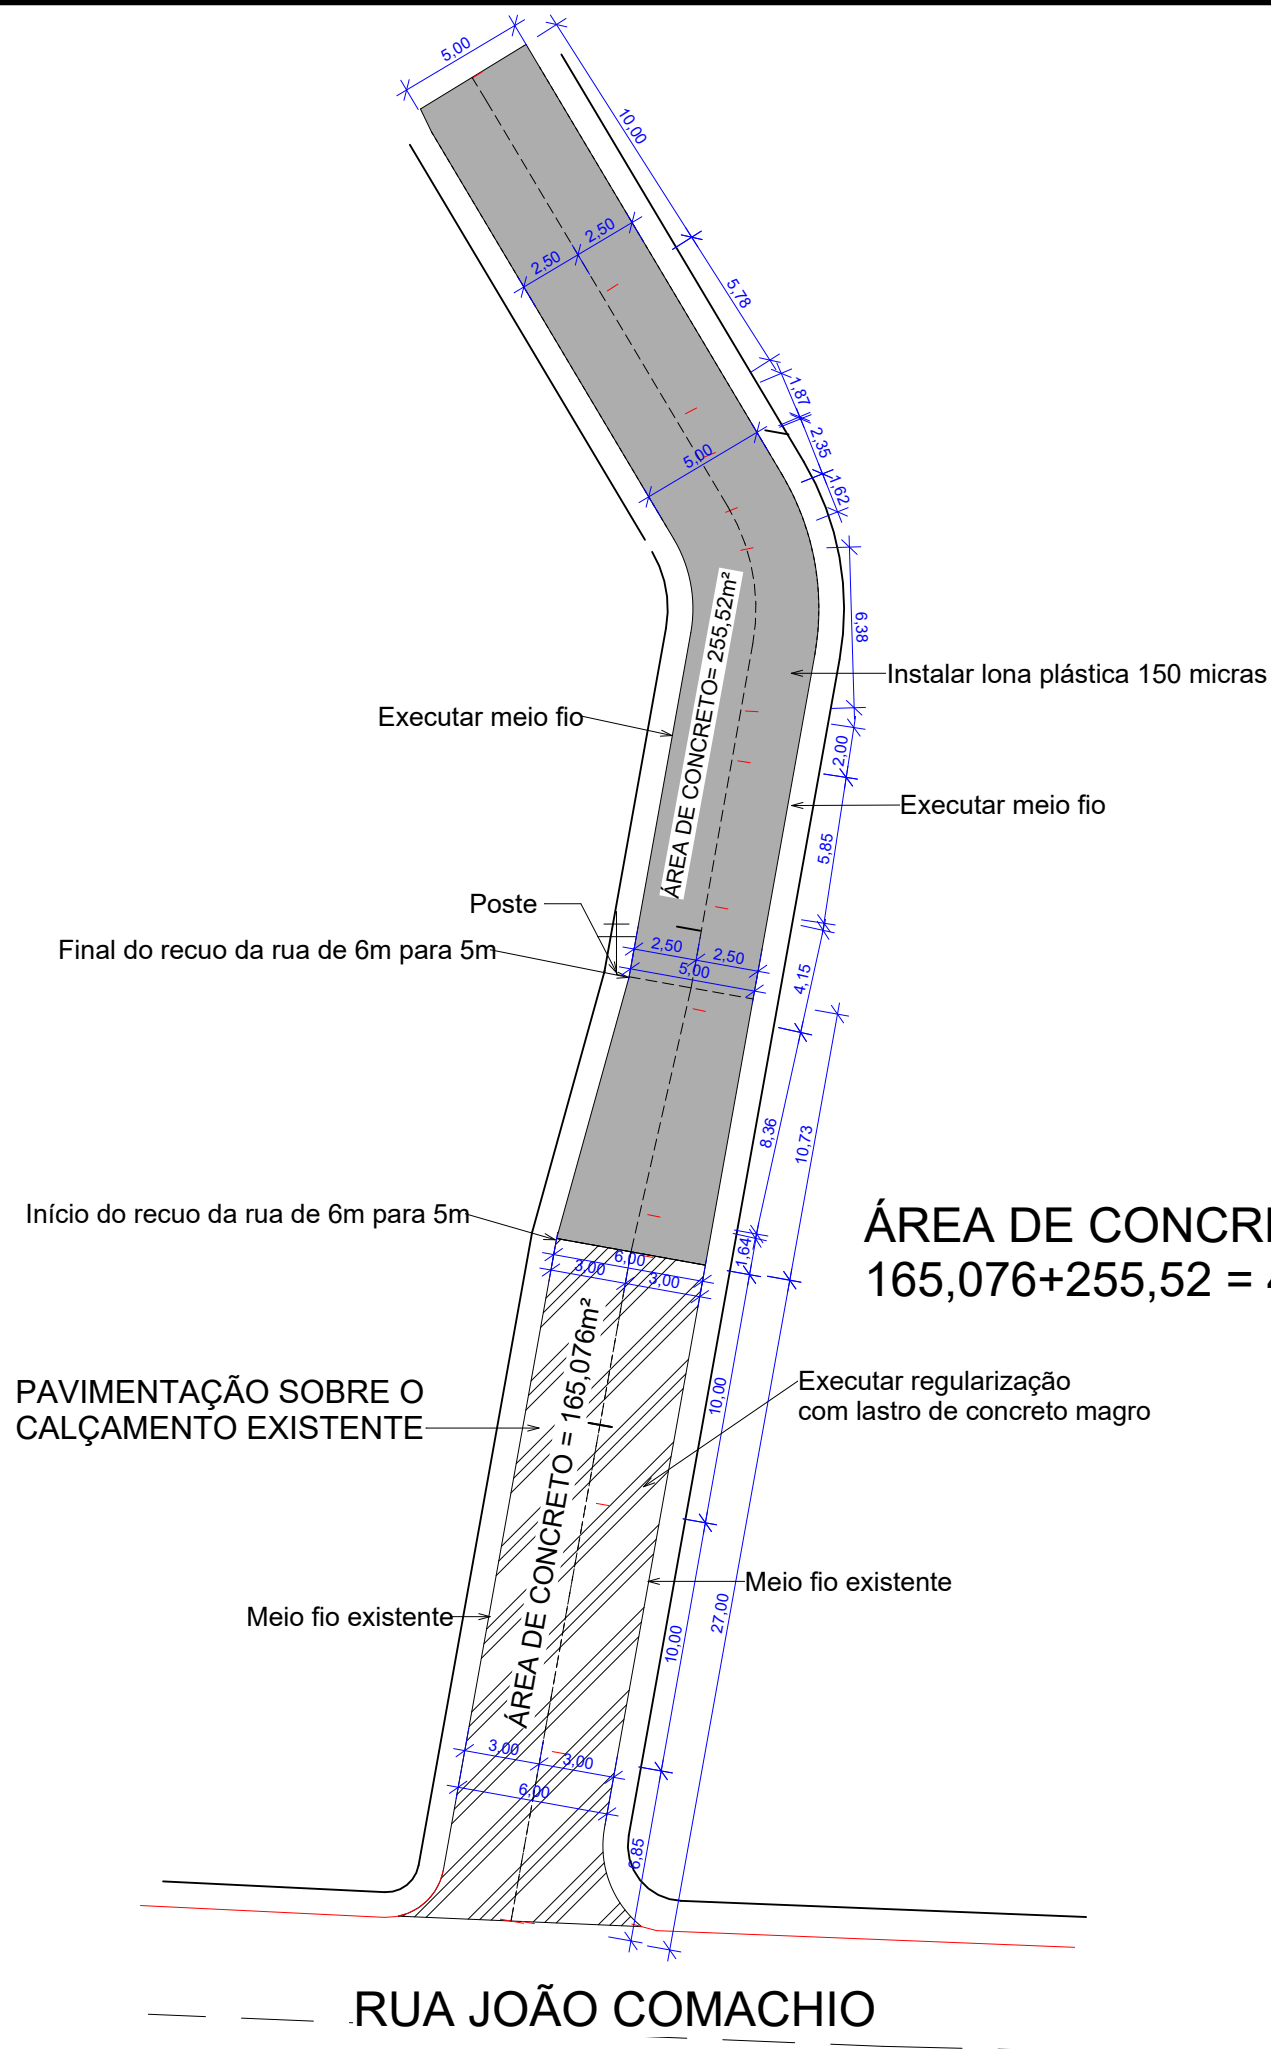 5,00
10,00
2,50
2,50
5,78
1,87
2,35
5,00
1,62
ÁREA DE CONCRETO= 255,52m²
6,38
Instalar lona plástica 150 micras
Executar meio fio
2,00
Executar meio fio
5,85
Poste
Final do recuo da rua de 6m para 5m
2,50
2,50
5,00
4,15
8,36
10,73
Início do recuo da rua de 6m para 5m
ÁREA DE CONCR
165,076+255,52 =
1,64
6,00
3,00
3,00
ÁREA DE CONCRETO = 165,076m²
PAVIMENTAÇÃO SOBRE O
CALÇAMENTO EXISTENTE
Executar regularização
com lastro de concreto magro
10,00
Meio fio existente
Meio fio existente
27,00
10,00
3,00
3,00
6,00
6,85
RUA JOÃO COMACHIO